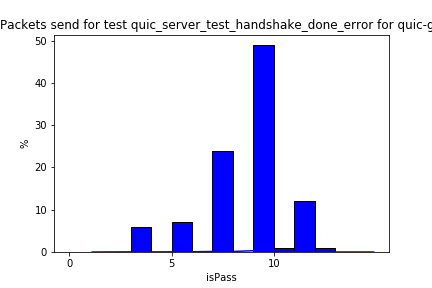 Packets send for test quic_server_test_handshake_done_error for quic-g
50
40
30
20
10
0
%
0 5 10
isPass